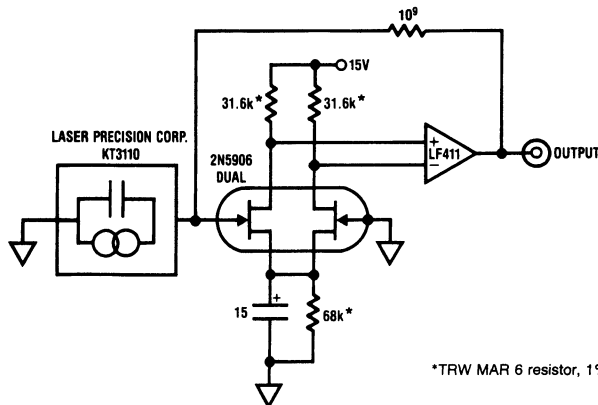 10⁹
15V
31.6k*
31.6k*
LASER PRECISION CORP.
KT3110
2N5906
DUAL
+
LF411
−
OUTPUT
+
15
68k*
*TRW MAR 6 resistor, 1%